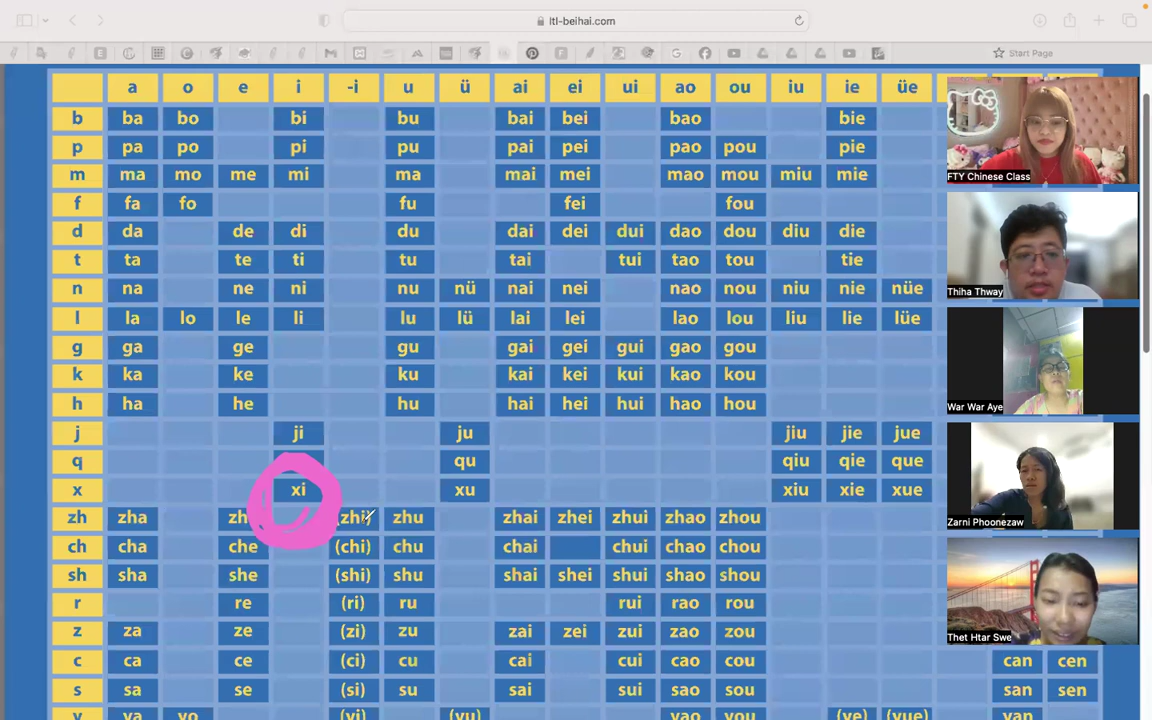 ltl-beihai.com
Start Page
a o e i -i u ü ai ei ui ao ou iu ie üe
b ba bo bi bu bai bei bao bie
p pa po pi pu pai pei pao pou pie
m ma mo me mi ma mai mei mao mou miu mie
f fa fo fu fei fou
d da de di du dai dei dui dao dou diu die
t ta te ti tu tai tui tao tou tie
n na ne ni nu nü nai nei nao nou niu nie nüe
l la lo le li lu lü lai lei lao lou liu lie lüe
g ga ge gu gai gei gui gao gou
k ka ke ku kai kei kui kao kou
h ha he hu hai hei hui hao hou
j ji ju jiu jie jue
q qu qiu qie que
x xi xu xiu xie xue
zh zha (zhi) zhu zhai zhei zhui zhao zhou
ch cha che (chi) chu chai chui chao chou
sh sha she (shi) shu shai shei shui shao shou
r re (ri) ru rui rao rou
z za ze (zi) zu zai zei zui zao zou
c ca ce (ci) cu cai cui cao cou can cen
s sa se (si) su sai sui sao sou san sen
y ya yo (yi) (yu) yao you (ye) (yue) yan
FTY Chinese Class
Thiha Thway
War War Aye
Zarni Phoonezaw
Thet Htar Swe